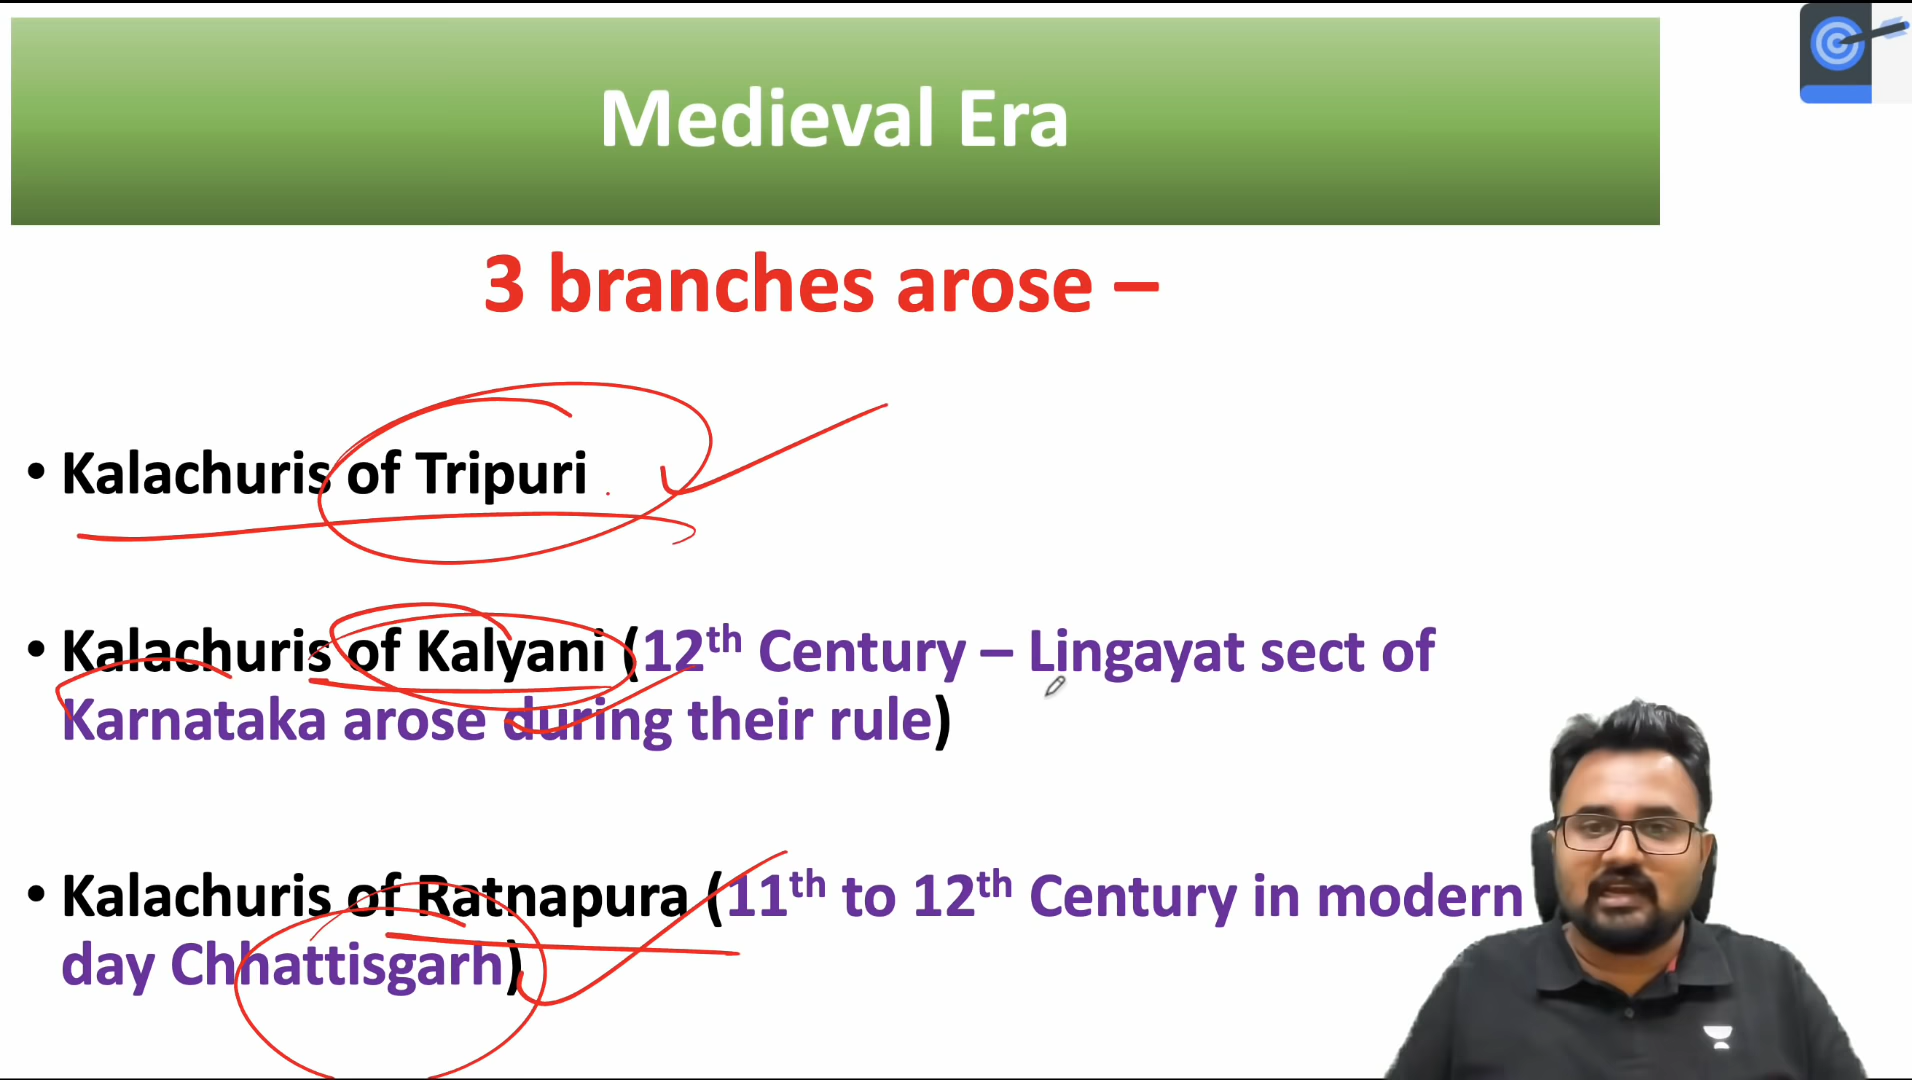 Medieval Era
3 branches arose –
• Kalachuris of Tripuri
• Kalachuris of Kalyani (12th Century – Lingayat sect of
Karnataka arose during their rule)
• Kalachuris of Ratnapura (11th to 12th Century in modern
day Chhattisgarh)